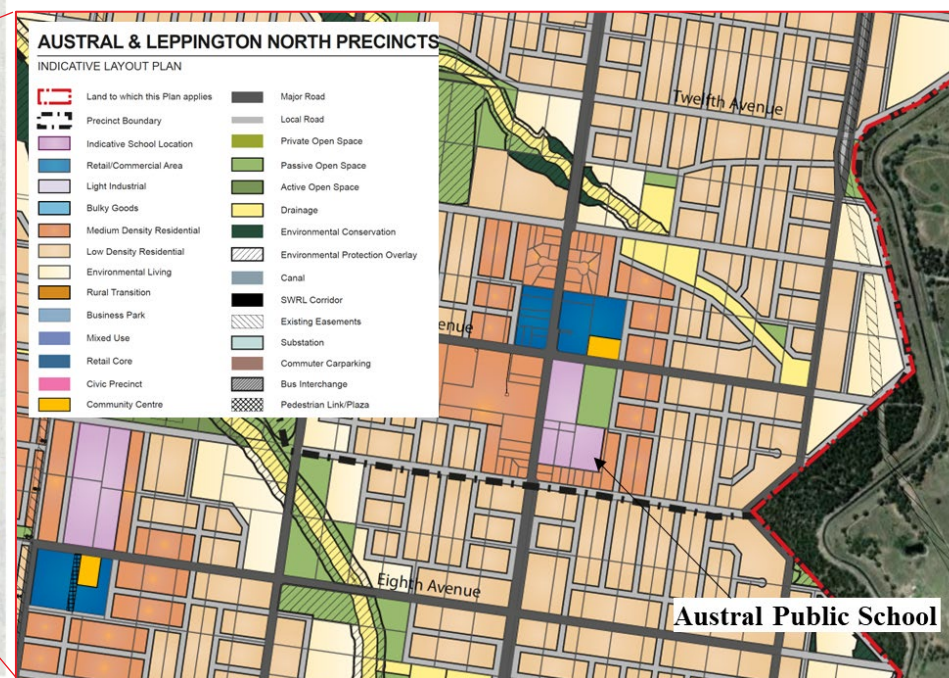 AUSTRAL & LEPPINGTON NORTH PRECINCTS
INDICATIVE LAYOUT PLAN
Land to which this Plan applies
Precinct Boundary
Indicative School Location
Retail/Commercial Area
Light Industrial
Bulky Goods
Medium Density Residential
Low Density Residential
Environmental Living
Rural Transition
Business Park
Mixed Use
Retail Core
Civic Precinct
Community Centre
Major Road
Local Road
Private Open Space
Passive Open Space
Active Open Space
Drainage
Environmental Conservation
Environmental Protection Overlay
Canal
SWRL Corridor
Existing Easements
Substation
Commuter Carparking
Bus Interchange
Pedestrian Link/Plaza
Twelfth Avenue
enue
Eighth Avenue
Austral Public School